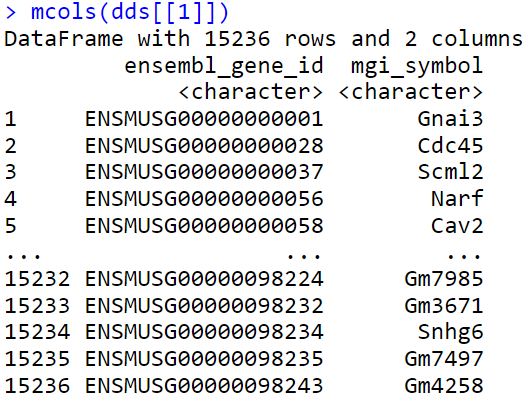 > mcols(dds[[1]])
DataFrame with 15236 rows and 2 columns
ensembl_gene_id mgi_symbol
<character> <character>
1 ENSMUSG00000000001 Gnai3
2 ENSMUSG00000000028 Cdc45
3 ENSMUSG00000000037 Scml2
4 ENSMUSG00000000056 Narf
5 ENSMUSG00000000058 Cav2
... ... ...
15232 ENSMUSG00000098224 Gm7985
15233 ENSMUSG00000098232 Gm3671
15234 ENSMUSG00000098234 Snhg6
15235 ENSMUSG00000098235 Gm7497
15236 ENSMUSG00000098243 Gm4258